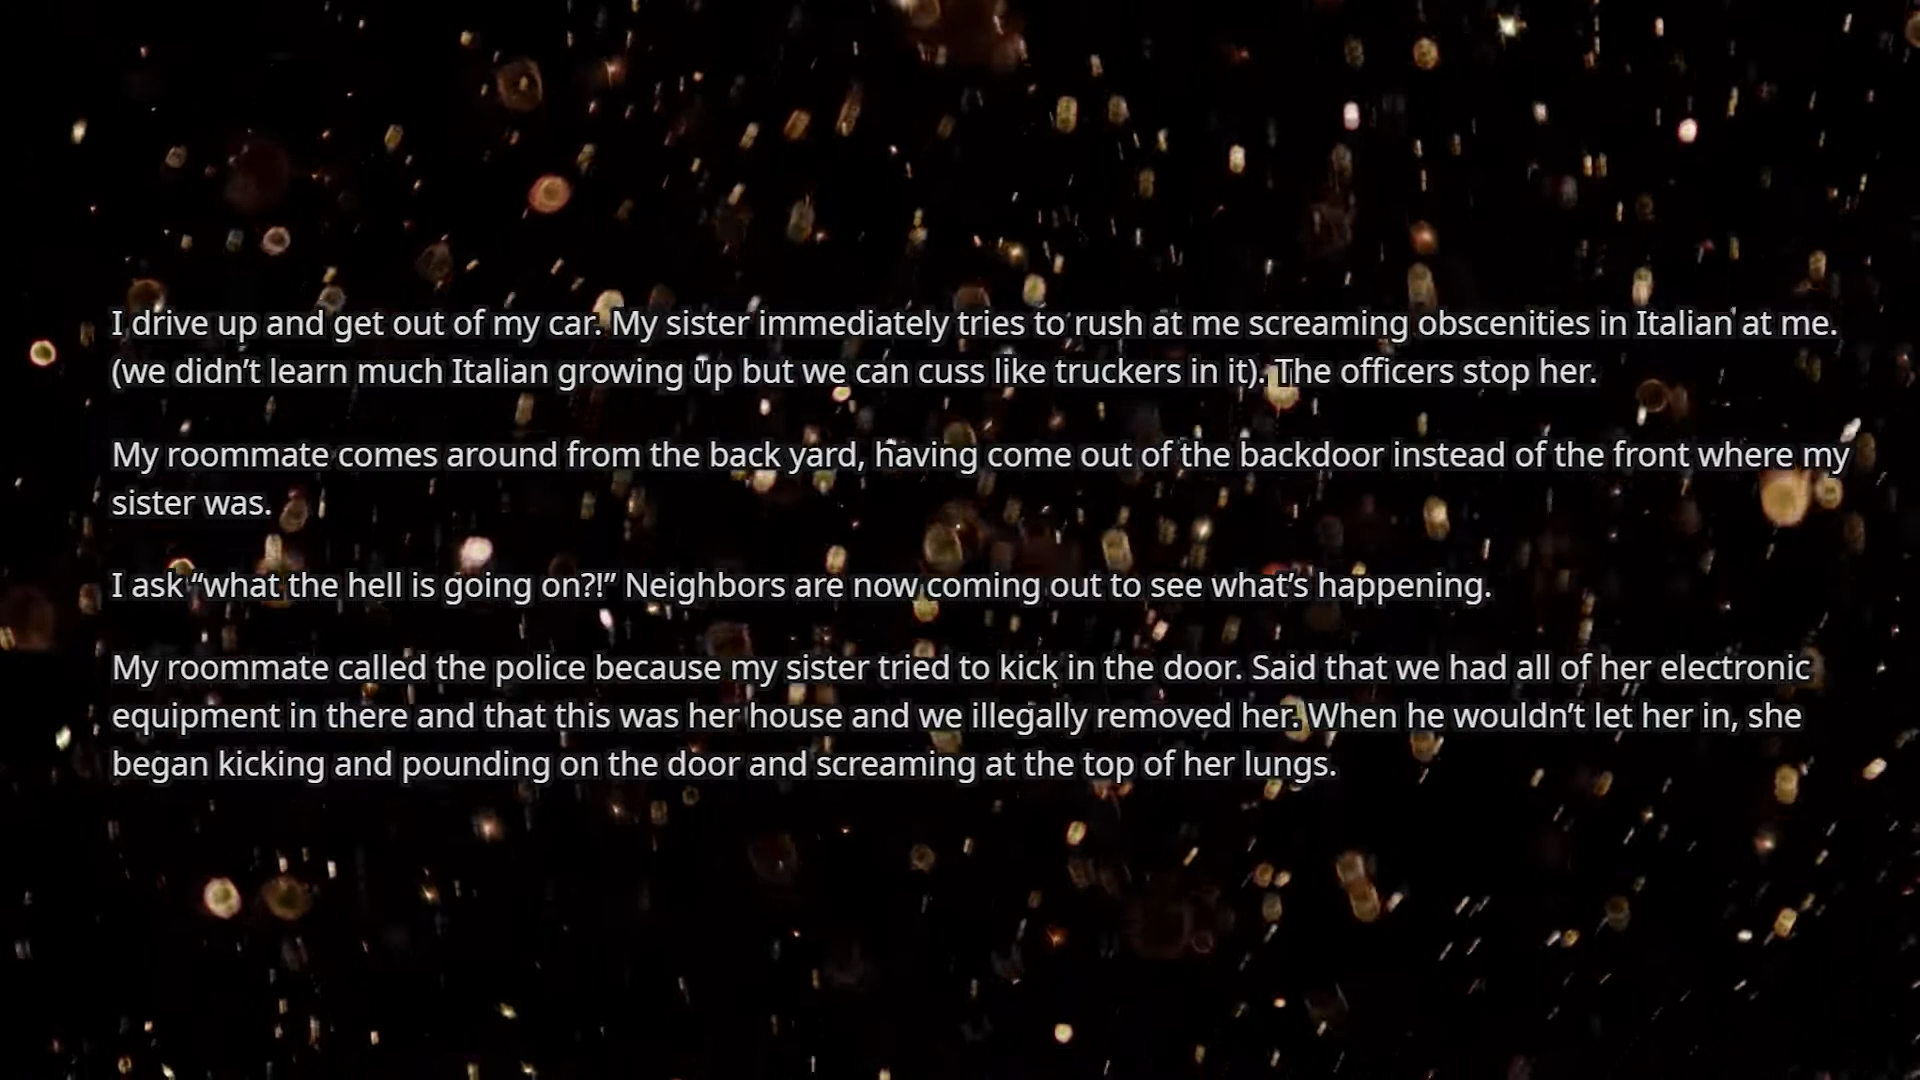 I drive up and get out of my car. My sister immediately tries to rush at me screaming obscenities in Italian at me.
(we didn’t learn much Italian growing up but we can cuss like truckers in it). The officers stop her.
My roommate comes around from the back yard, having come out of the backdoor instead of the front where my
sister was.
I ask “what the hell is going on?!” Neighbors are now coming out to see what’s happening.
My roommate called the police because my sister tried to kick in the door. Said that we had all of her electronic
equipment in there and that this was her house and we illegally removed her. When he wouldn’t let her in, she
began kicking and pounding on the door and screaming at the top of her lungs.